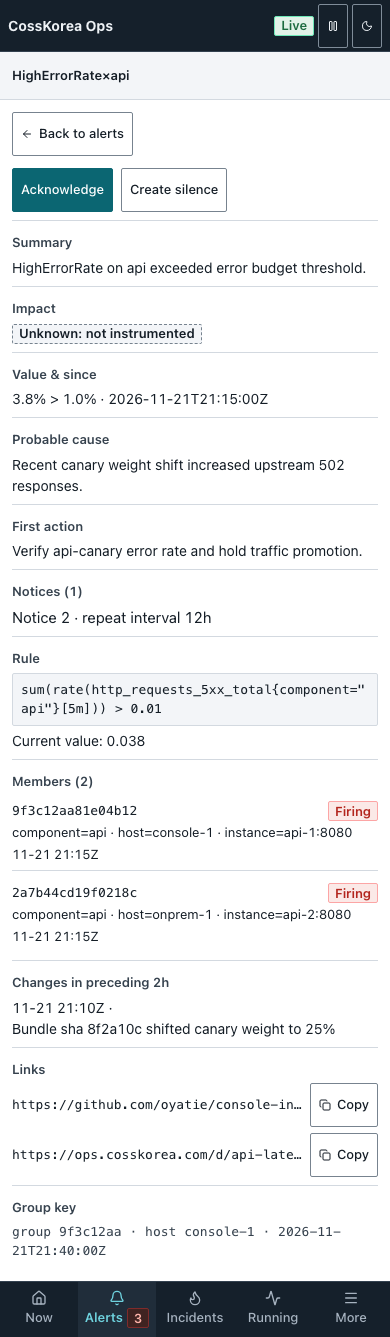 CossKorea Ops
Live
HighErrorRate×api
Back to alerts
Acknowledge
Create silence
Summary
HighErrorRate on api exceeded error budget threshold.
Impact
Unknown: not instrumented
Value & since
3.8% > 1.0% · 2026-11-21T21:15:00Z
Probable cause
Recent canary weight shift increased upstream 502
responses.
First action
Verify api-canary error rate and hold traffic promotion.
Notices (1)
Notice 2 · repeat interval 12h
Rule
sum(rate(http_requests_5xx_total{component="
api"}[5m])) > 0.01
Current value: 0.038
Members (2)
9f3c12aa81e04b12
Firing
component=api · host=console-1 · instance=api-1:8080
11-21 21:15Z
2a7b44cd19f0218c
Firing
component=api · host=onprem-1 · instance=api-2:8080
11-21 21:15Z
Changes in preceding 2h
11-21 21:10Z ·
Bundle sha 8f2a10c shifted canary weight to 25%
Links
https://github.com/oyatie/console-in…
Copy
https://ops.cosskorea.com/d/api-late…
Copy
Group key
group 9f3c12aa · host console-1 · 2026-11-
21T21:40:00Z
Now
Alerts 3
Incidents
Running
More